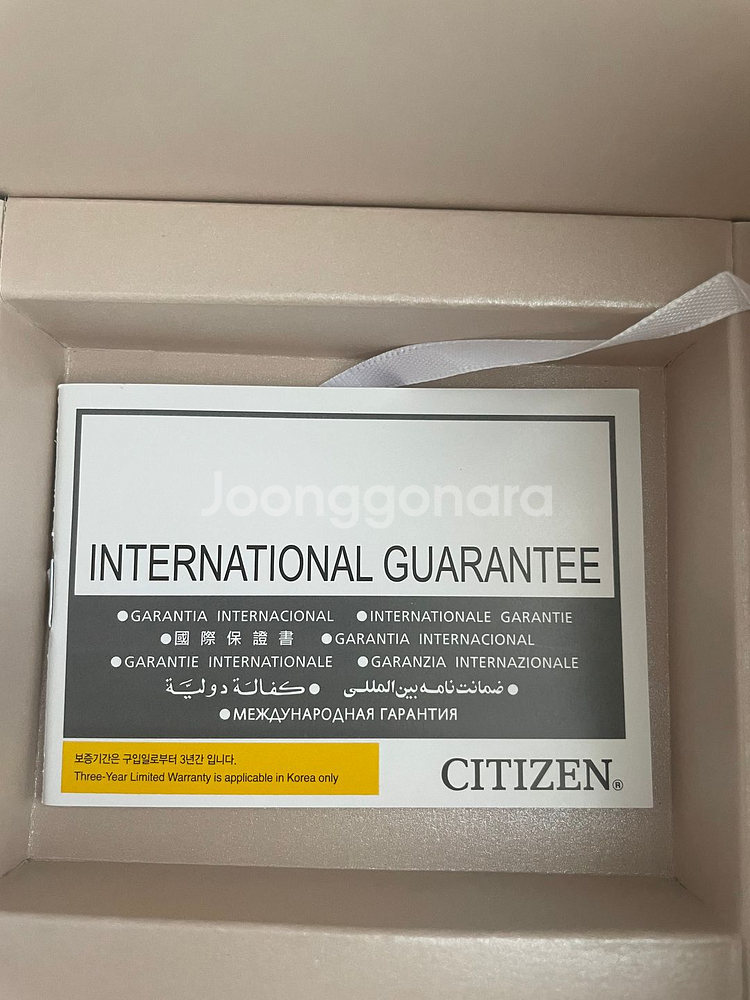 Joonggonara
INTERNATIONAL GUARANTEE
●GARANTIA INTERNACIONAL ●INTERNATIONALE GARANTIE
●國際保證書 ●GARANTIA INTERNACIONAL
●GARANTIE INTERNATIONALE ●GARANZIA INTERNAZIONALE
●ضمانت‌نامه بین‌المللی ●كفالة دوليَّة
●МЕЖДУНАРОДНАЯ ГАРАНТИЯ
보증기간은 구입일로부터 3년간 입니다.
Three-Year Limited Warranty is applicable in Korea only
CITIZEN®